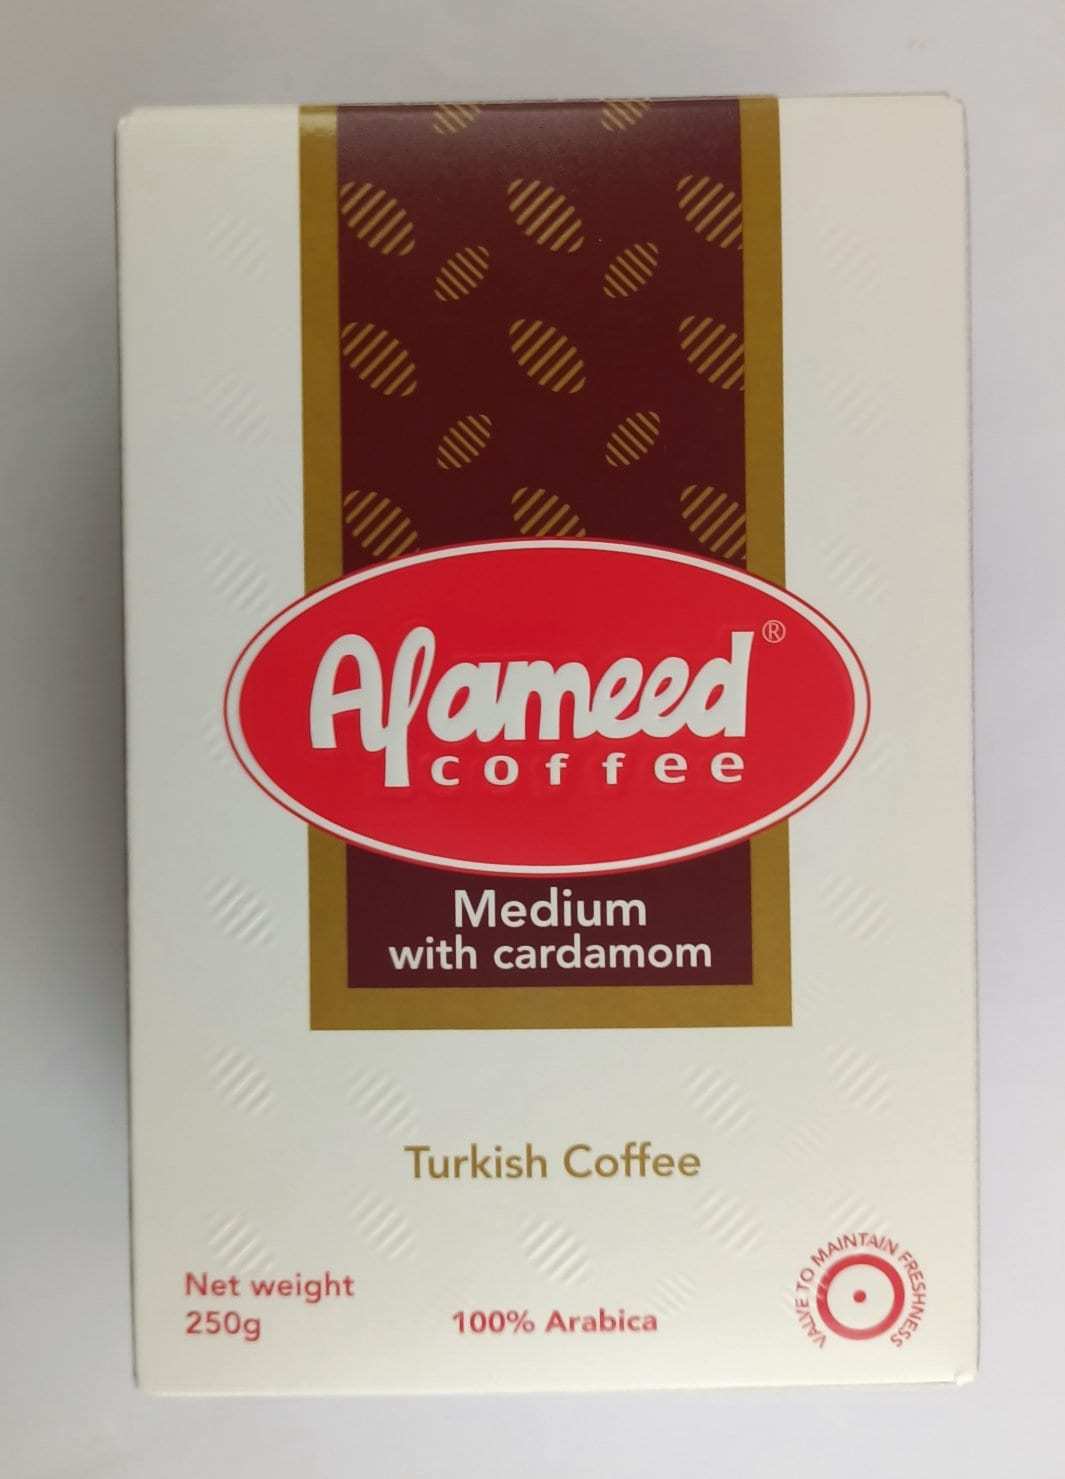 Alameed®
coffee
Medium
with cardamom
Turkish Coffee
Net weight
250g
100% Arabica
VALVE TO MAINTAIN FRESHNESS